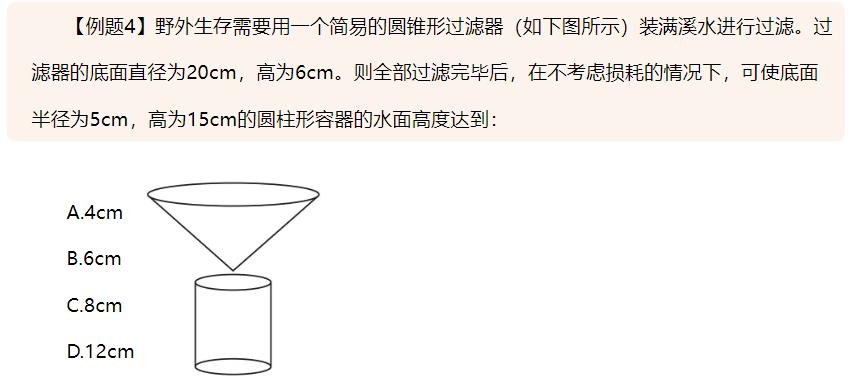 【例题4】野外生存需要用一个简易的圆锥形过滤器（如下图所示）装满溪水进行过滤。过
滤器的底面直径为20cm，高为6cm。则全部过滤完毕后，在不考虑损耗的情况下，可使底面
半径为5cm，高为15cm的圆柱形容器的水面高度达到：
A.4cm
B.6cm
C.8cm
D.12cm